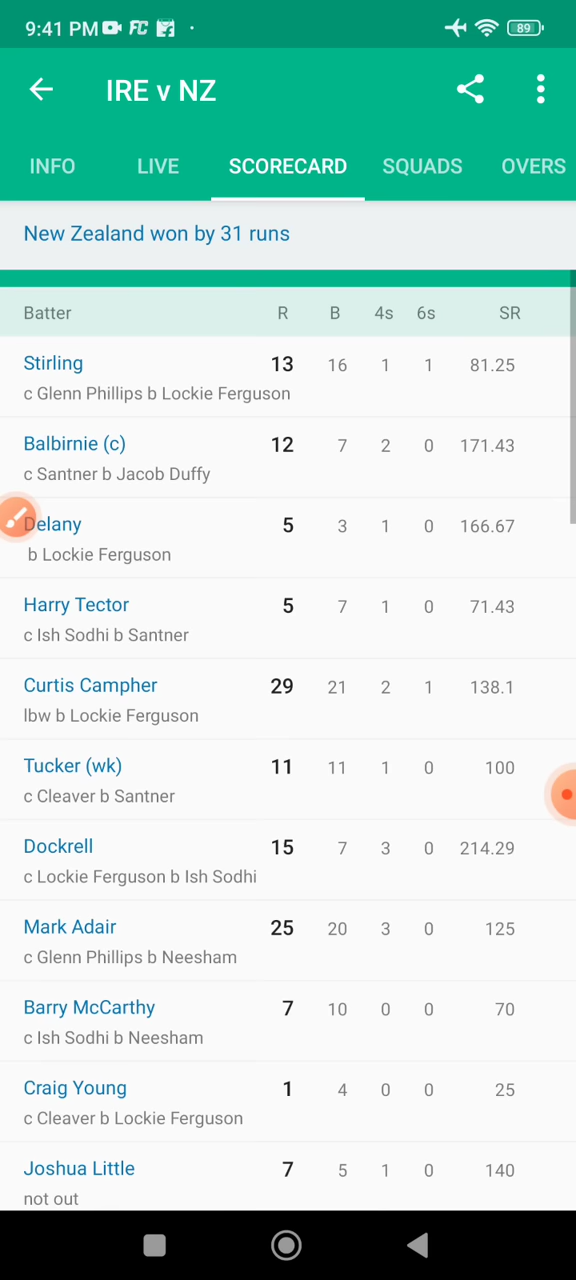 9:41 PM FC 89
IRE v NZ
INFO LIVE SCORECARD SQUADS OVERS
New Zealand won by 31 runs
Batter R B 4s 6s SR
Stirling 13 16 1 1 81.25
c Glenn Phillips b Lockie Ferguson
Balbirnie (c) 12 7 2 0 171.43
c Santner b Jacob Duffy
Delany 5 3 1 0 166.67
b Lockie Ferguson
Harry Tector 5 7 1 0 71.43
c Ish Sodhi b Santner
Curtis Campher 29 21 2 1 138.1
lbw b Lockie Ferguson
Tucker (wk) 11 11 1 0 100
c Cleaver b Santner
Dockrell 15 7 3 0 214.29
c Lockie Ferguson b Ish Sodhi
Mark Adair 25 20 3 0 125
c Glenn Phillips b Neesham
Barry McCarthy 7 10 0 0 70
c Ish Sodhi b Neesham
Craig Young 1 4 0 0 25
c Cleaver b Lockie Ferguson
Joshua Little 7 5 1 0 140
not out